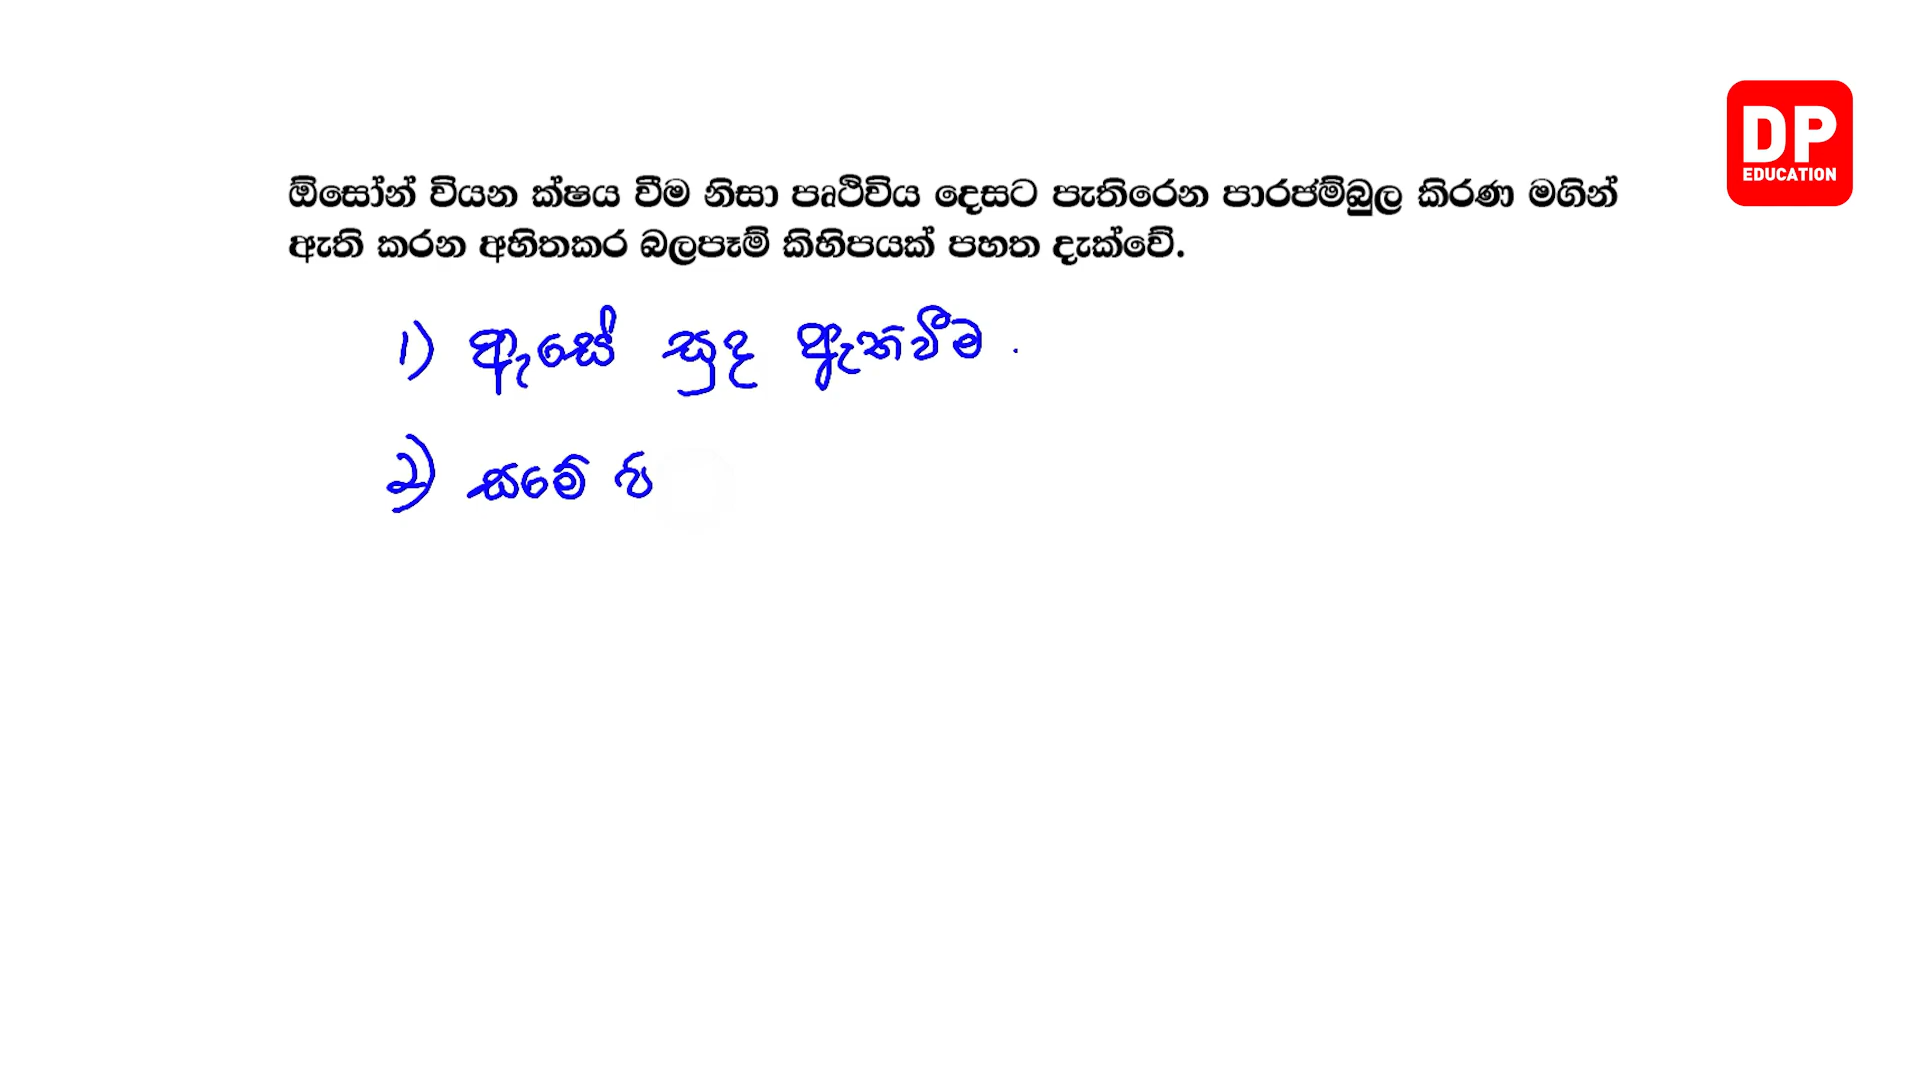 DP
EDUCATION
ඕසෝන් වියන ක්ෂය වීම නිසා පෘථිවිය දෙසට පැතිරෙන පාරජම්බුල කිරණ මගින්
ඇති කරන අහිතකර බලපෑම් කිහිපයක් පහත දැක්වේ.
1) ඇසේ සුද ඇතිවීම .
2) සමේ පි